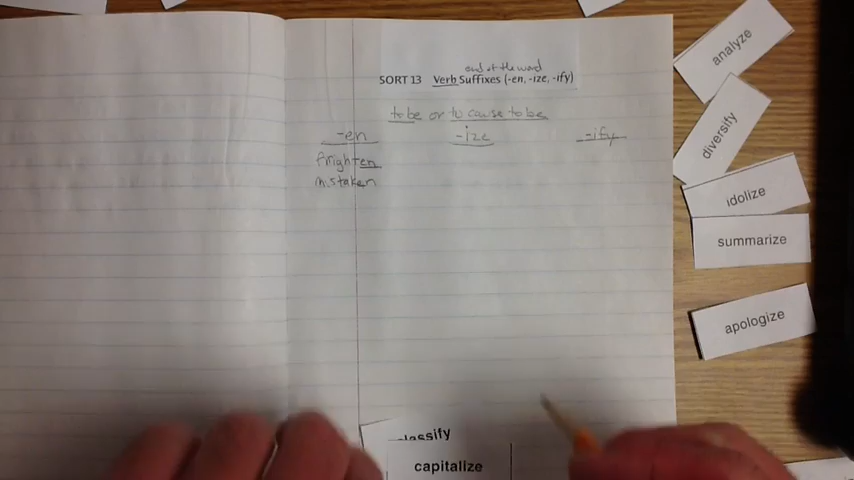 end of the word
SORT 13 Verb Suffixes (-en, -ize, -ify)
to be or to cause to be
-en -ize -ify
frighten
mistaken
analyze
diversify
idolize
summarize
apologize
classify
capitalize